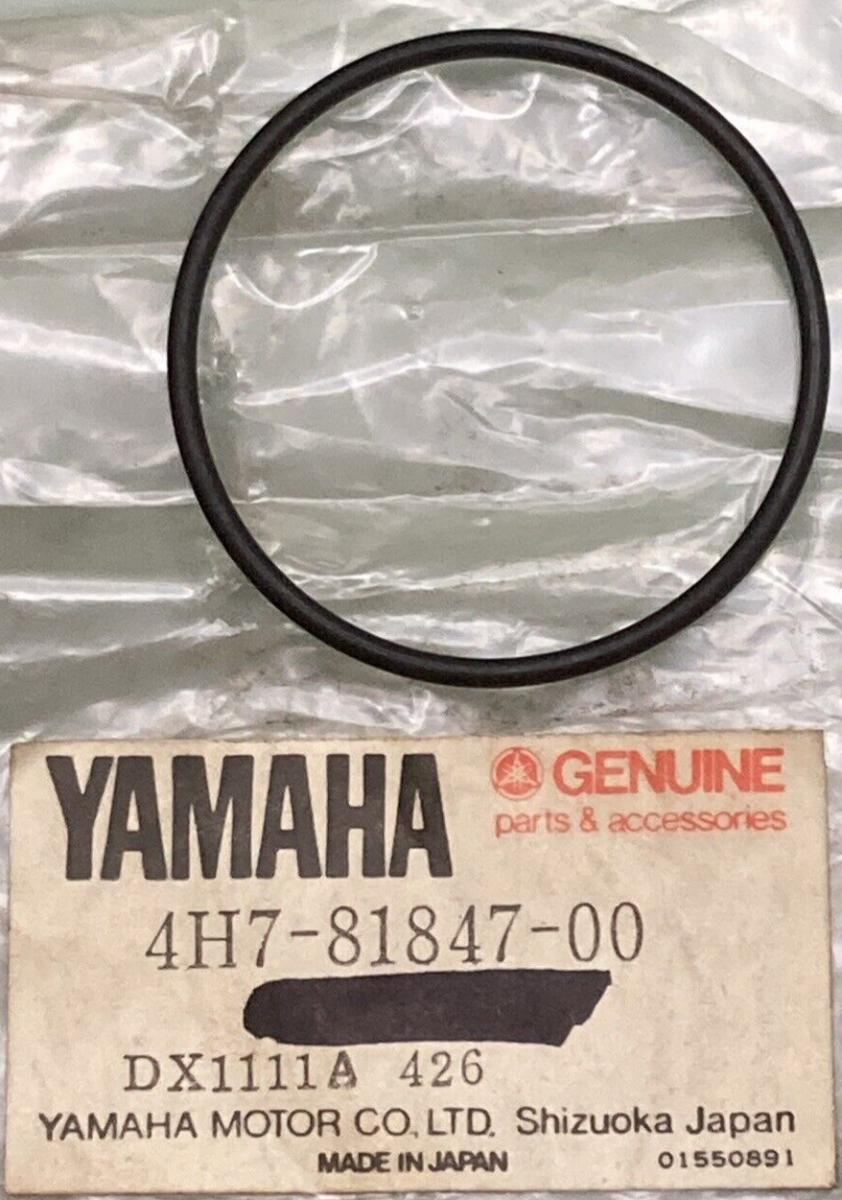 YAMAHA
GENUINE
parts & accessories
4H7-81847-00
DX1111A 426
YAMAHA MOTOR CO., LTD. Shizuoka Japan
MADE IN JAPAN
01550891